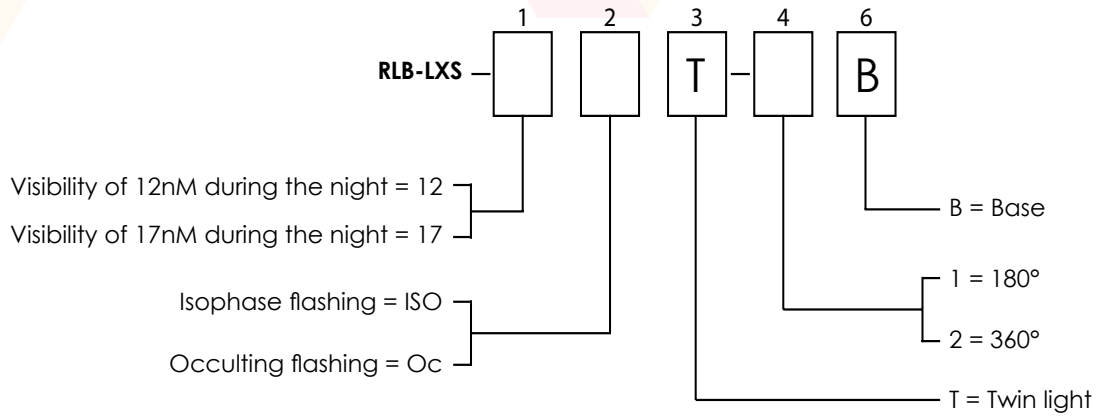 1 2 3 4 6
RLB-LXS – T – B
Visibility of 12nM during the night = 12
Visibility of 17nM during the night = 17
B = Base
Isophase flashing = ISO
1 = 180°
Occulting flashing = Oc
2 = 360°
T = Twin light